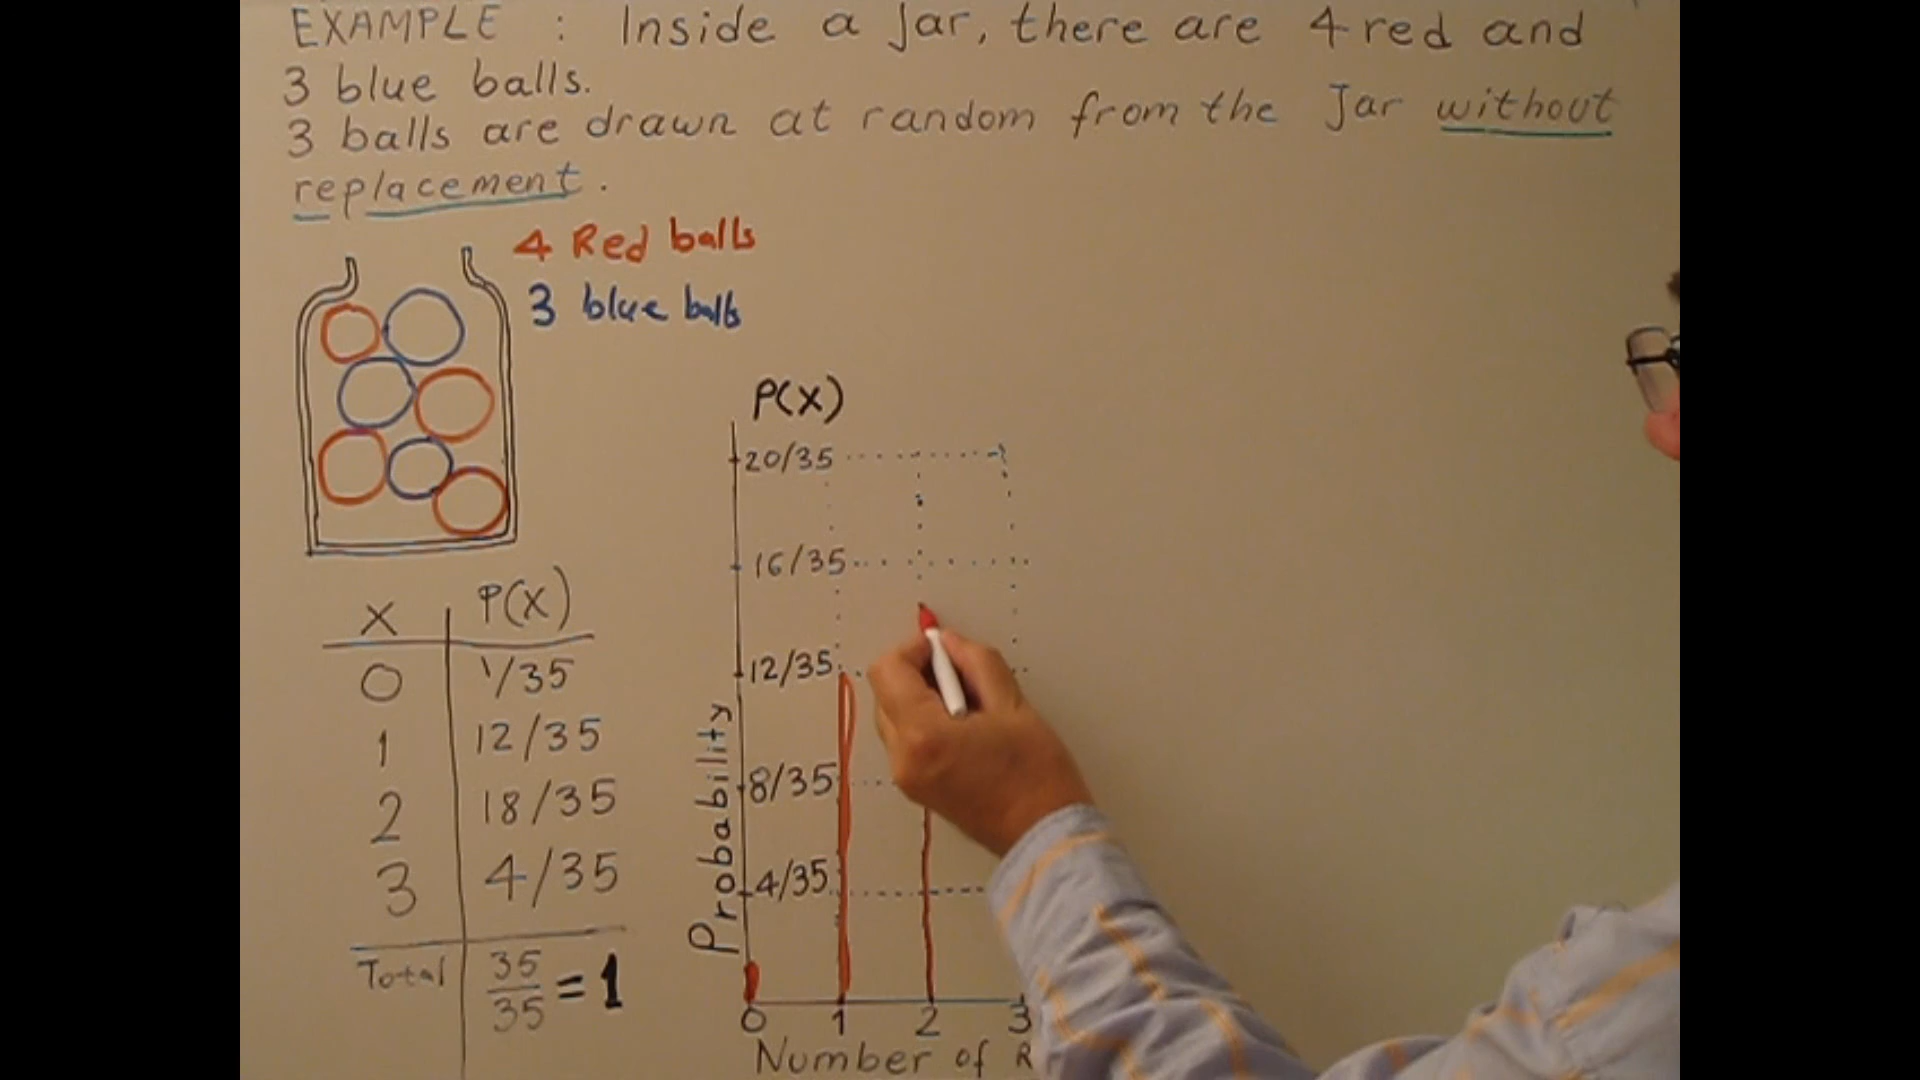 EXAMPLE : Inside a Jar, there are 4 red and
3 blue balls.
3 balls are drawn at random from the Jar without
replacement.
4 Red balls
3 blue balls
X P(X)
0 1/35
1 12/35
2 18/35
3 4/35
Total 35/35 = 1
P(X)
20/35
16/35
12/35
8/35
4/35
Probability
0 1 2 3
Number of R